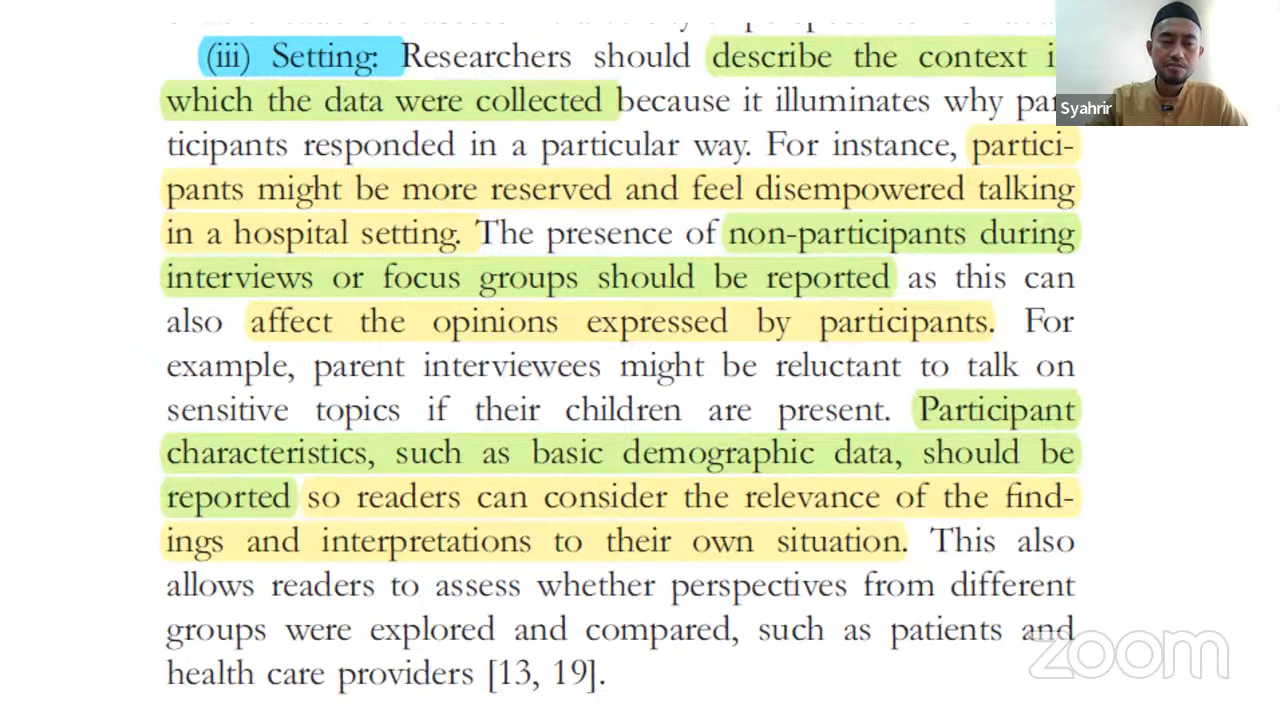 (iii) Setting: Researchers should describe the context i
which the data were collected because it illuminates why par
ticipants responded in a particular way. For instance, partici-
pants might be more reserved and feel disempowered talking
in a hospital setting. The presence of non-participants during
interviews or focus groups should be reported as this can
also affect the opinions expressed by participants. For
example, parent interviewees might be reluctant to talk on
sensitive topics if their children are present. Participant
characteristics, such as basic demographic data, should be
reported so readers can consider the relevance of the find-
ings and interpretations to their own situation. This also
allows readers to assess whether perspectives from different
groups were explored and compared, such as patients and
health care providers [13, 19].
Syahrir
zoom